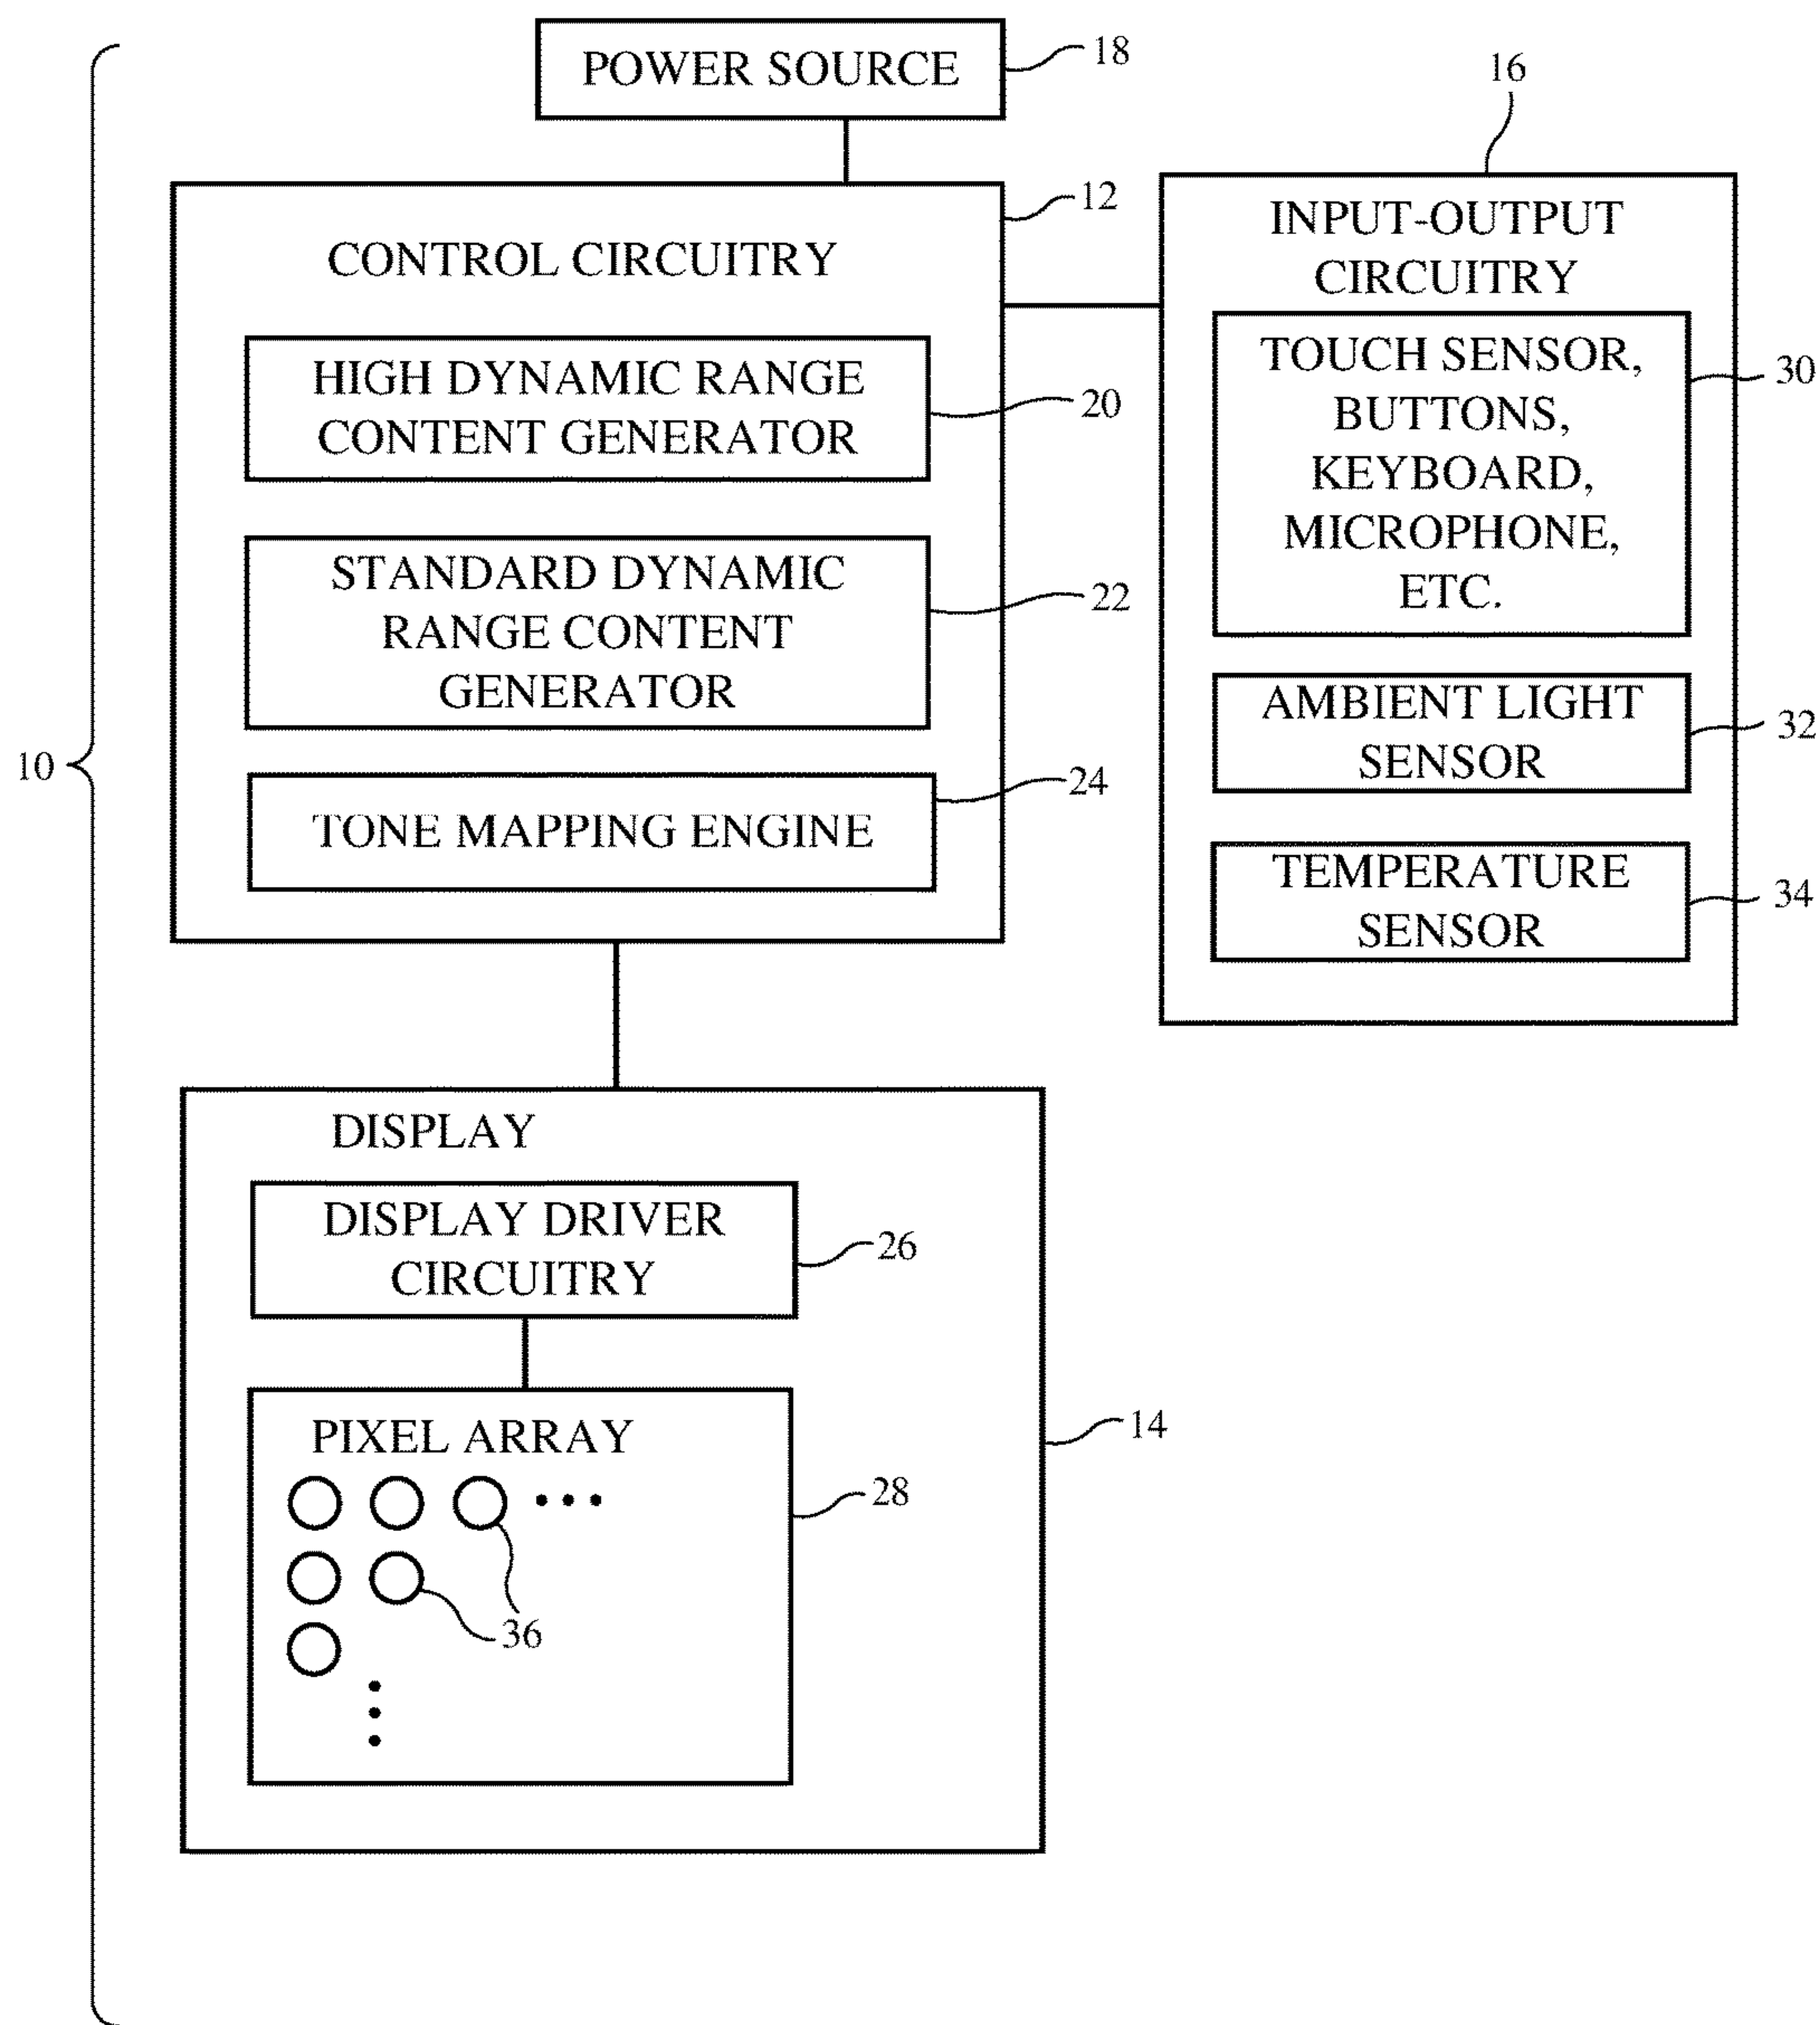 POWER SOURCE
18
16
10
12
CONTROL CIRCUITRY
HIGH DYNAMIC RANGE
CONTENT GENERATOR
20
STANDARD DYNAMIC
RANGE CONTENT
GENERATOR
22
TONE MAPPING ENGINE
24
INPUT-OUTPUT
CIRCUITRY
TOUCH SENSOR,
BUTTONS,
KEYBOARD,
MICROPHONE,
ETC.
30
AMBIENT LIGHT
SENSOR
32
TEMPERATURE
SENSOR
34
DISPLAY
DISPLAY DRIVER
CIRCUITRY
26
14
PIXEL ARRAY
28
36